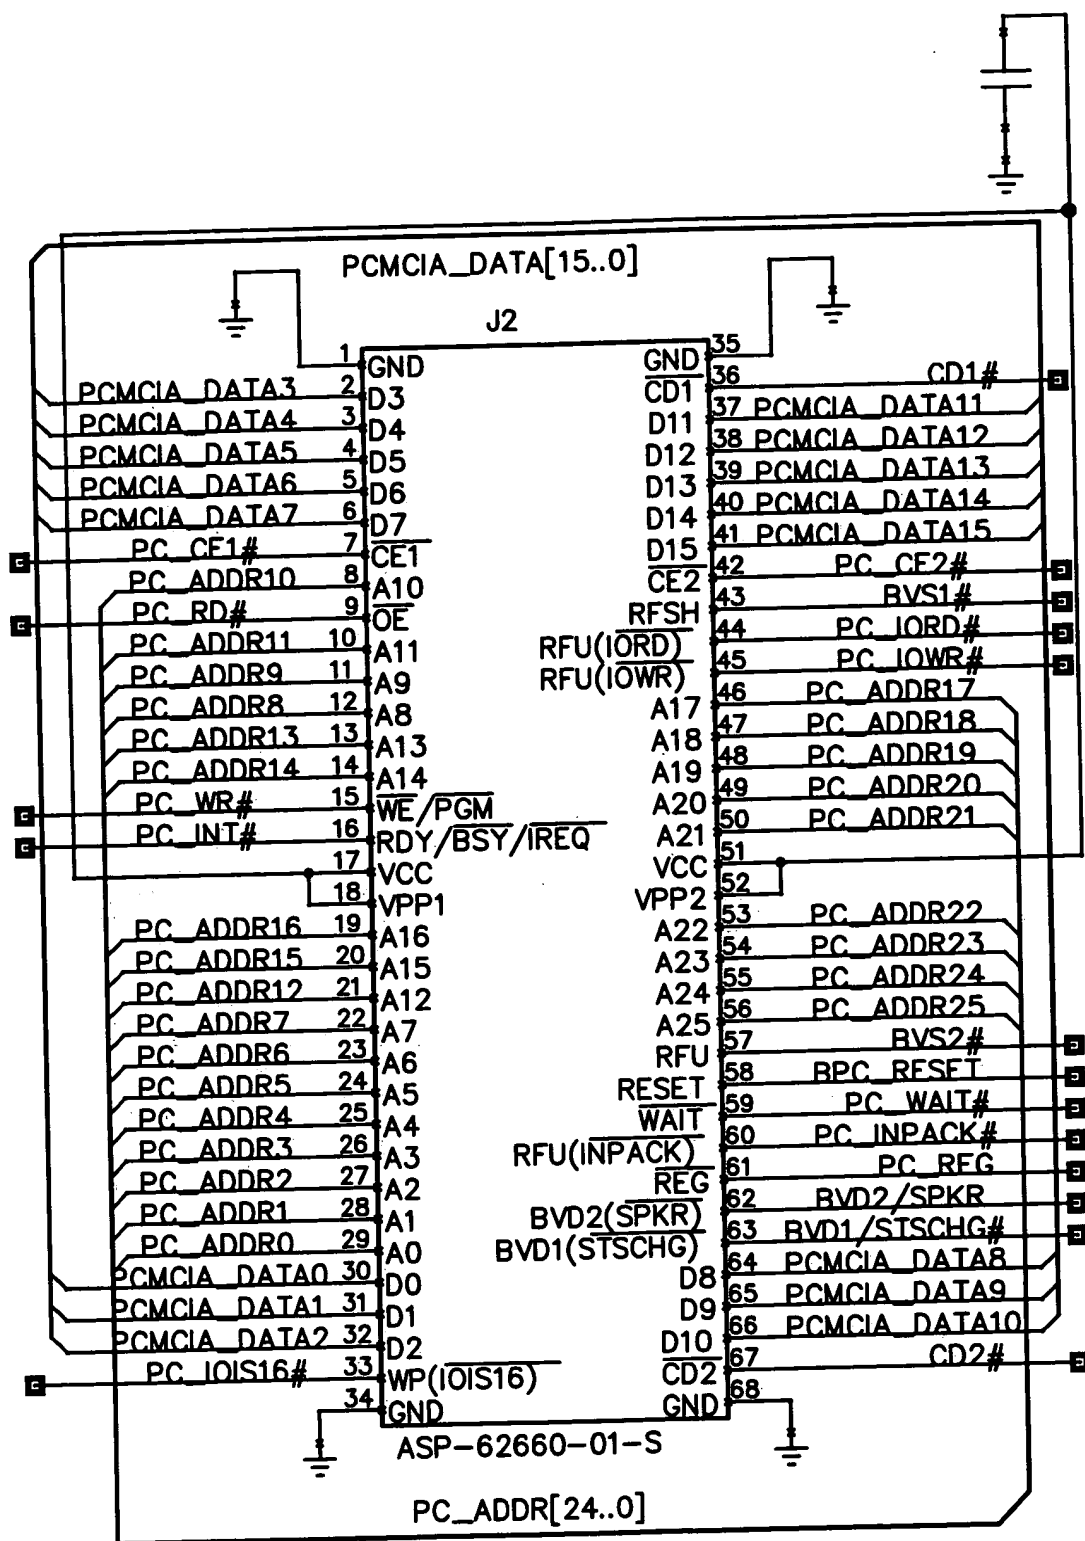 PCMCIA_DATA[15..0]
J2
1 GND
PCMCIA_DATA3 2 D3
PCMCIA_DATA4 3 D4
PCMCIA_DATA5 4 D5
PCMCIA_DATA6 5 D6
PCMCIA_DATA7 6 D7
PC_CE1# 7 CE1
PC_ADDR10 8 A10
PC_RD# 9 OE
PC_ADDR11 10 A11
PC_ADDR9 11 A9
PC_ADDR8 12 A8
PC_ADDR13 13 A13
PC_ADDR14 14 A14
PC_WR# 15 WE/PGM
PC_INT# 16 RDY/BSY/IREQ
17 VCC
18 VPP1
PC_ADDR16 19 A16
PC_ADDR15 20 A15
PC_ADDR12 21 A12
PC_ADDR7 22 A7
PC_ADDR6 23 A6
PC_ADDR5 24 A5
PC_ADDR4 25 A4
PC_ADDR3 26 A3
PC_ADDR2 27 A2
PC_ADDR1 28 A1
PC_ADDR0 29 A0
PCMCIA_DATA0 30 D0
PCMCIA_DATA1 31 D1
PCMCIA_DATA2 32 D2
PC_IOIS16# 33 WP(IOIS16)
34 GND
GND 35
CD1 36 CD1#
D11 37 PCMCIA_DATA11
D12 38 PCMCIA_DATA12
D13 39 PCMCIA_DATA13
D14 40 PCMCIA_DATA14
D15 41 PCMCIA_DATA15
CE2 42 PC_CE2#
RFSH 43 BVS1#
RFU(IORD) 44 PC_IORD#
RFU(IOWR) 45 PC_IOWR#
A17 46 PC_ADDR17
A18 47 PC_ADDR18
A19 48 PC_ADDR19
A20 49 PC_ADDR20
A21 50 PC_ADDR21
VCC 51
VPP2 52
A22 53 PC_ADDR22
A23 54 PC_ADDR23
A24 55 PC_ADDR24
A25 56 PC_ADDR25
RFU 57 BVS2#
RESET 58 BPC_RESET
WAIT 59 PC_WAIT#
RFU(INPACK) 60 PC_INPACK#
REG 61 PC_REG
BVD2(SPKR) 62 BVD2/SPKR
BVD1(STSCHG) 63 BVD1/STSCHG#
D8 64 PCMCIA_DATA8
D9 65 PCMCIA_DATA9
D10 66 PCMCIA_DATA10
CD2 67 CD2#
GND 68
ASP-62660-01-S
PC_ADDR[24..0]